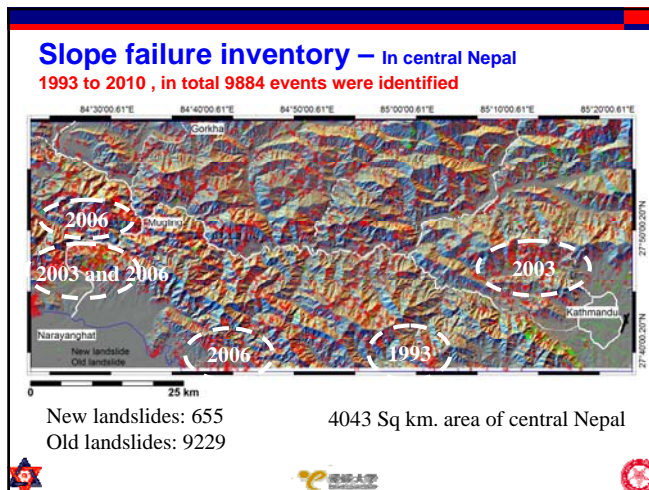 Slope failure inventory – In central Nepal
1993 to 2010 , in total 9884 events were identified
84°30'00.61"E 84°40'00.61"E 84°50'00.61"E 85°00'00.61"E 85°10'00.61"E 85°20'00.61"E
Gorkha
2006
Mugling
27°50'00.20"N
2003 and 2006
2003
Kathmandu
Narayanghat
2006
1993
27°40'00.20"N
New landslide
Old landslide
0 25 km
New landslides: 655
Old landslides: 9229
4043 Sq km. area of central Nepal
愛媛大学